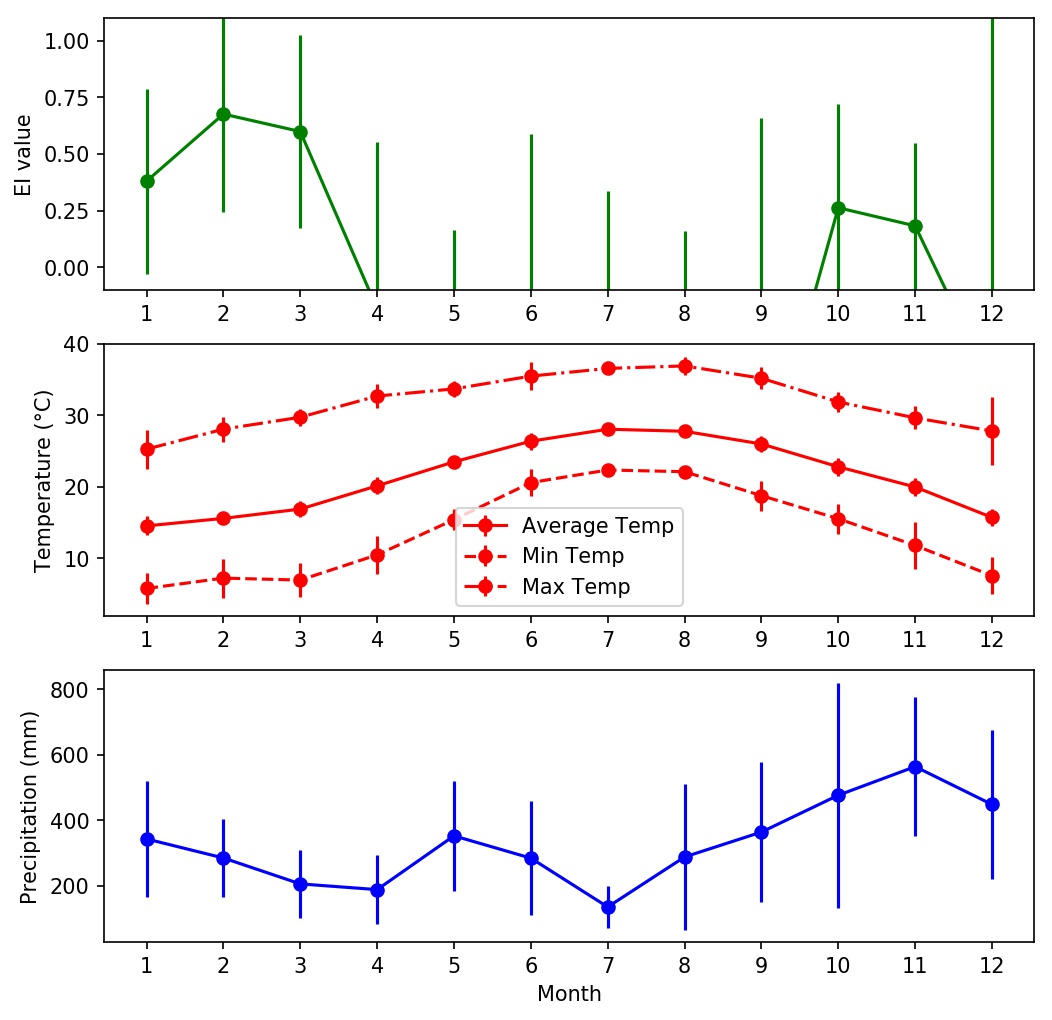 EI value
1.00
0.75
0.50
0.25
0.00
1 2 3 4 5 6 7 8 9 10 11 12
Temperature (°C)
40
30
20
10
Average Temp
Min Temp
Max Temp
1 2 3 4 5 6 7 8 9 10 11 12
Precipitation (mm)
800
600
400
200
1 2 3 4 5 6 7 8 9 10 11 12
Month